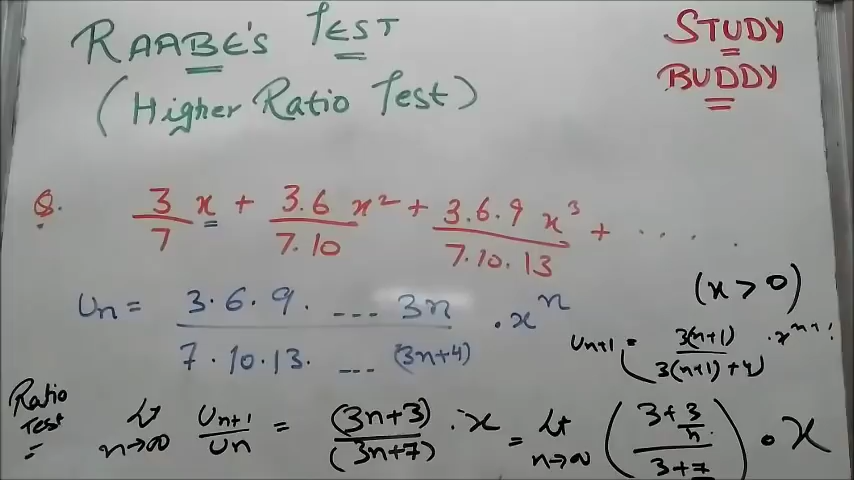 RAABE'S TEST
(Higher Ratio Test)
STUDY
BUDDY
Q. 3/7 x + 3.6/7.10 x² + 3.6.9/7.10.13 x³ + .....
(x > 0)
Un = 3.6.9. .... 3n / 7.10.13. ... (3n+4) . xⁿ
Un+1 = 3(n+1) / 3(n+1)+4 . xⁿ⁺¹
Ratio
Test
Lt n→∞ Un+1/Un = (3n+3)/(3n+7) . x = Lt n→∞ (3+3/n / 3+7) . x